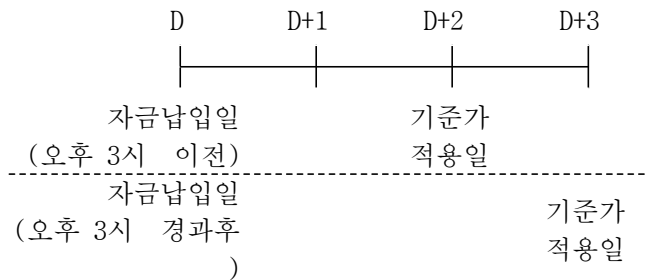 D D+1 D+2 D+3
자금납입일 기준가
(오후 3시 이전) 적용일
자금납입일
기준가
(오후 3시 경과후
적용일
)